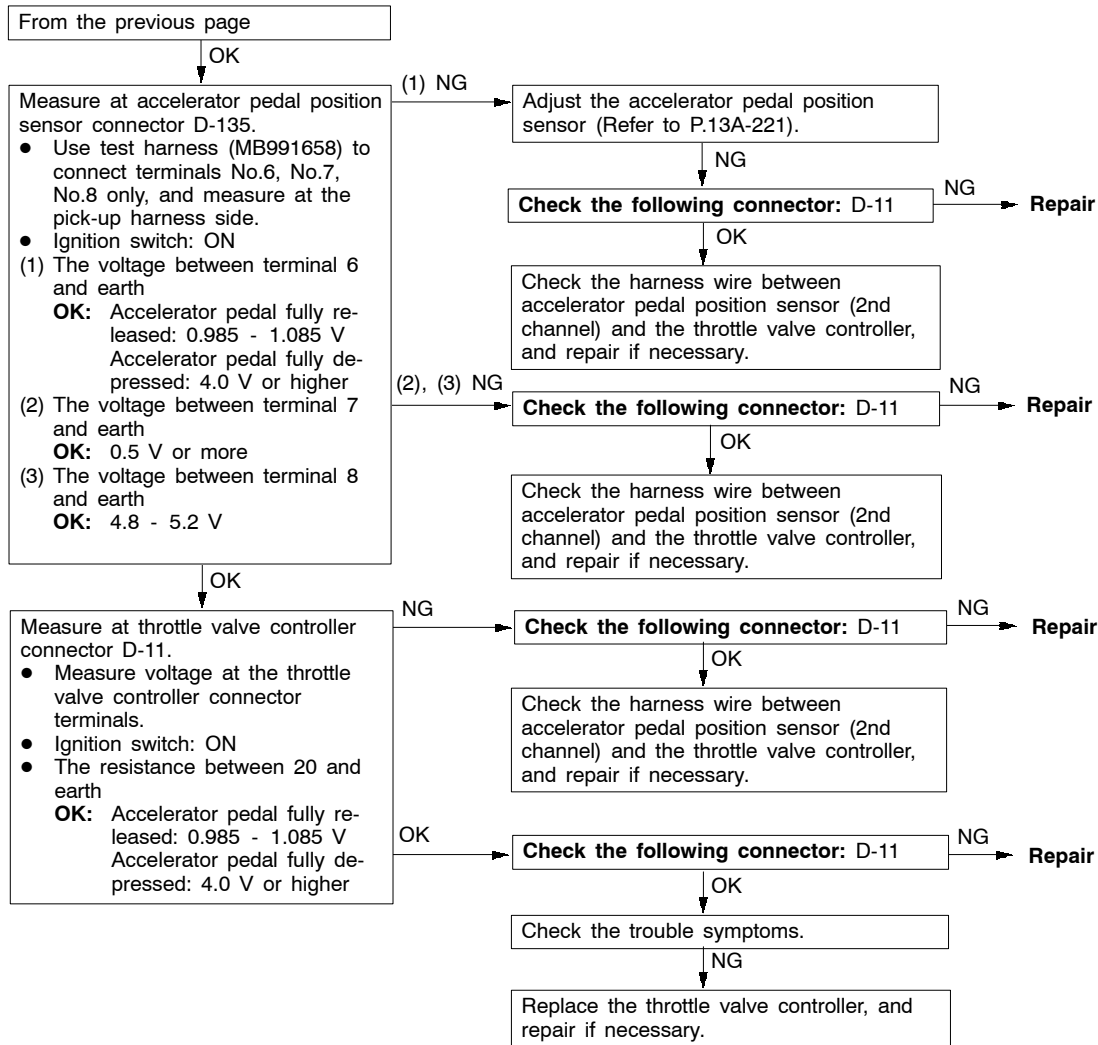 From the previous page
OK
Measure at accelerator pedal position
sensor connector D-135.
● Use test harness (MB991658) to
connect terminals No.6, No.7,
No.8 only, and measure at the
pick-up harness side.
● Ignition switch: ON
(1) The voltage between terminal 6
and earth
OK: Accelerator pedal fully re-
leased: 0.985 - 1.085 V
Accelerator pedal fully de-
pressed: 4.0 V or higher
(2) The voltage between terminal 7
and earth
OK: 0.5 V or more
(3) The voltage between terminal 8
and earth
OK: 4.8 - 5.2 V
(1) NG
Adjust the accelerator pedal position
sensor (Refer to P.13A-221).
NG
Check the following connector: D-11
NG
Repair
OK
Check the harness wire between
accelerator pedal position sensor (2nd
channel) and the throttle valve controller,
and repair if necessary.
(2), (3) NG
Check the following connector: D-11
NG
Repair
OK
Check the harness wire between
accelerator pedal position sensor (2nd
channel) and the throttle valve controller,
and repair if necessary.
OK
Measure at throttle valve controller
connector D-11.
● Measure voltage at the throttle
valve controller connector
terminals.
● Ignition switch: ON
● The resistance between 20 and
earth
OK: Accelerator pedal fully re-
leased: 0.985 - 1.085 V
Accelerator pedal fully de-
pressed: 4.0 V or higher
NG
Check the following connector: D-11
NG
Repair
OK
Check the harness wire between
accelerator pedal position sensor (2nd
channel) and the throttle valve controller,
and repair if necessary.
OK
Check the following connector: D-11
NG
Repair
OK
Check the trouble symptoms.
NG
Replace the throttle valve controller, and
repair if necessary.